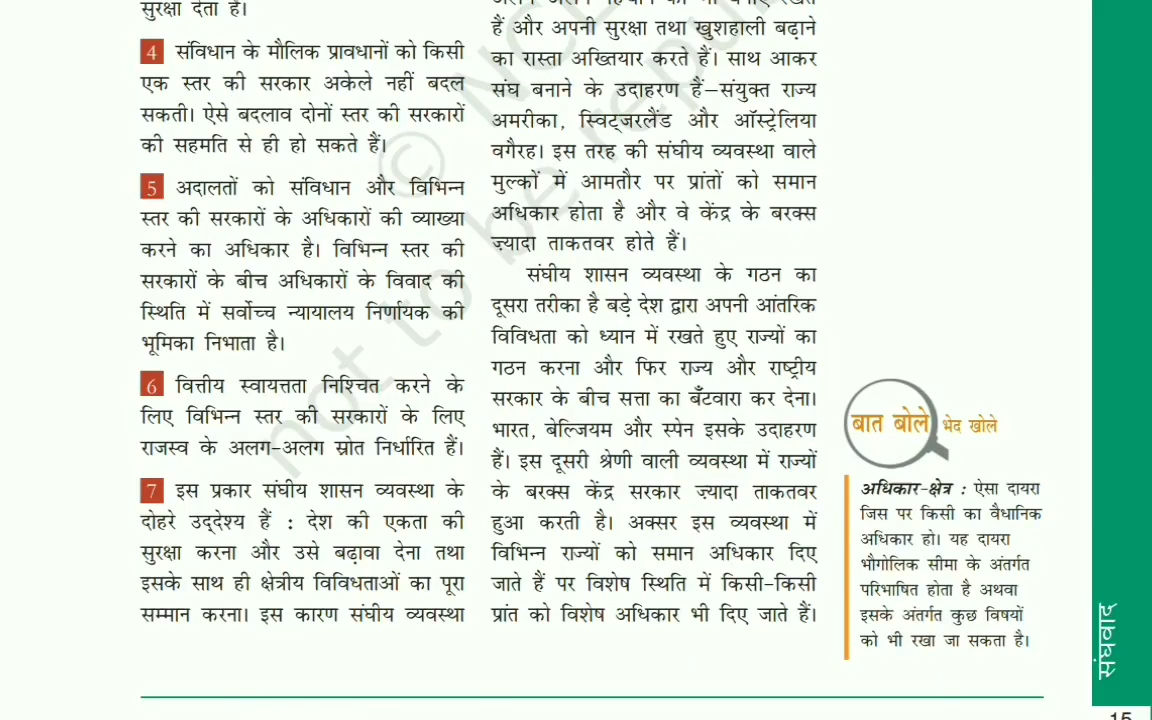 सुरक्षा देता है।
4 संविधान के मौलिक प्रावधानों को किसी
एक स्तर की सरकार अकेले नहीं बदल
सकती। ऐसे बदलाव दोनों स्तर की सरकारों
की सहमति से ही हो सकते हैं।
5 अदालतों को संविधान और विभिन्न
स्तर की सरकारों के अधिकारों की व्याख्या
करने का अधिकार है। विभिन्न स्तर की
सरकारों के बीच अधिकारों के विवाद की
स्थिति में सर्वोच्च न्यायालय निर्णायक की
भूमिका निभाता है।
6 वित्तीय स्वायत्तता निश्चित करने के
लिए विभिन्न स्तर की सरकारों के लिए
राजस्व के अलग-अलग स्रोत निर्धारित हैं।
7 इस प्रकार संघीय शासन व्यवस्था के
दोहरे उद्देश्य हैं : देश की एकता की
सुरक्षा करना और उसे बढ़ावा देना तथा
इसके साथ ही क्षेत्रीय विविधताओं का पूरा
सम्मान करना। इस कारण संघीय व्यवस्था
हैं और अपनी सुरक्षा तथा खुशहाली बढ़ाने
का रास्ता अख्तियार करते हैं। साथ आकर
संघ बनाने के उदाहरण हैं–संयुक्त राज्य
अमरीका, स्विट्जरलैंड और ऑस्ट्रेलिया
वगैरह। इस तरह की संघीय व्यवस्था वाले
मुल्कों में आमतौर पर प्रांतों को समान
अधिकार होता है और वे केंद्र के बरक्स
ज़्यादा ताकतवर होते हैं।
संघीय शासन व्यवस्था के गठन का
दूसरा तरीका है बड़े देश द्वारा अपनी आंतरिक
विविधता को ध्यान में रखते हुए राज्यों का
गठन करना और फिर राज्य और राष्ट्रीय
सरकार के बीच सत्ता का बँटवारा कर देना।
भारत, बेल्जियम और स्पेन इसके उदाहरण
हैं। इस दूसरी श्रेणी वाली व्यवस्था में राज्यों
के बरक्स केंद्र सरकार ज़्यादा ताकतवर
हुआ करती है। अक्सर इस व्यवस्था में
विभिन्न राज्यों को समान अधिकार दिए
जाते हैं पर विशेष स्थिति में किसी-किसी
प्रांत को विशेष अधिकार भी दिए जाते हैं।
बात बोले भेद खोले
अधिकार-क्षेत्र : ऐसा दायरा
जिस पर किसी का वैधानिक
अधिकार हो। यह दायरा
भौगोलिक सीमा के अंतर्गत
परिभाषित होता है अथवा
इसके अंतर्गत कुछ विषयों
को भी रखा जा सकता है।
संघवाद
15
© NCE
not to be repu